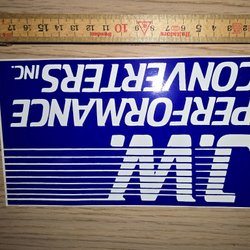 J.W.
PERFORMANCE
CONVERTERS INC.